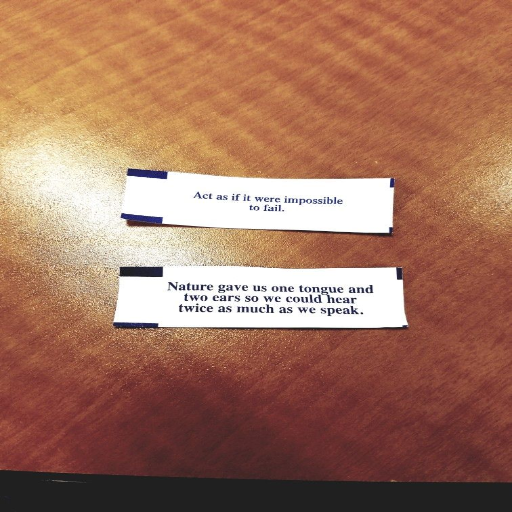 Act as if it were impossible
to fail.
Nature gave us one tongue and
two ears so we could hear
twice as much as we speak.